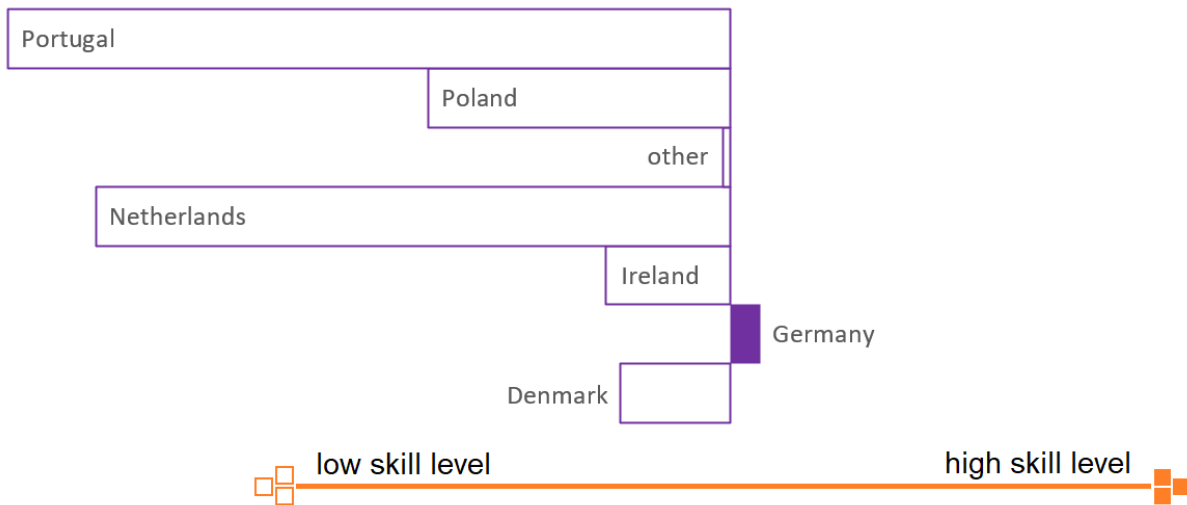 Portugal
Poland
other
Netherlands
Ireland
Germany
Denmark
low skill level
high skill level